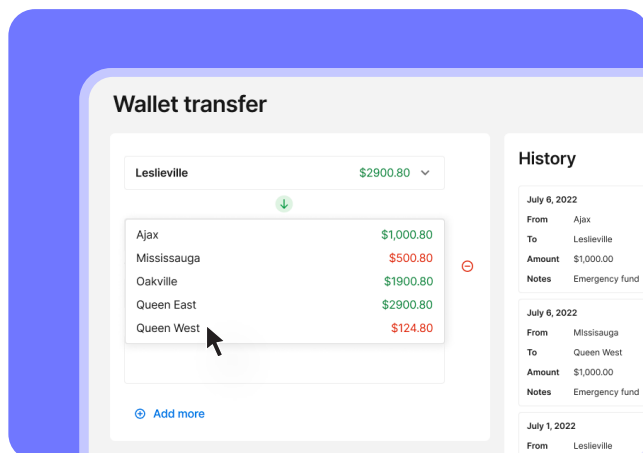 Wallet transfer
Leslieville $2900.80
Ajax $1,000.80
Mississauga $500.80
Oakville $1900.80
Queen East $2900.80
Queen West $124.80
Add more
History
July 6, 2022
From Ajax
To Leslieville
Amount $1,000.00
Notes Emergency fund
July 6, 2022
From MIssisauga
To Queen West
Amount $1,000.00
Notes Emergency fund
July 1, 2022
From Leslieville